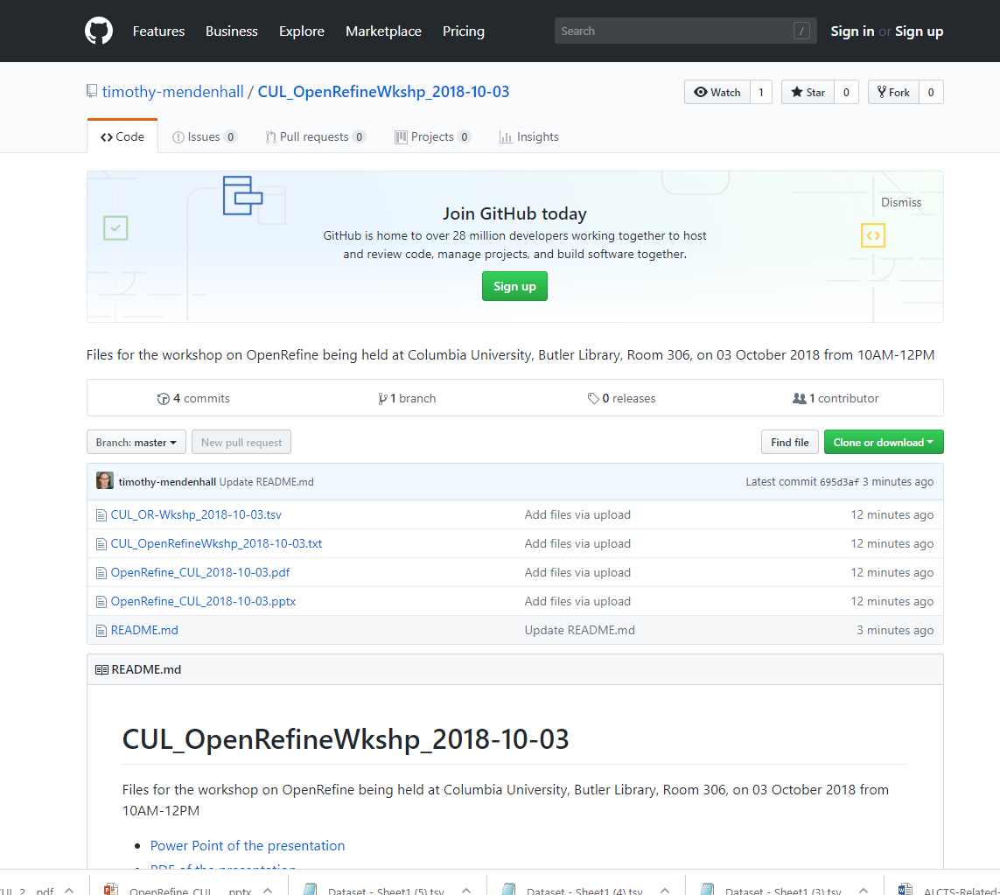 Features Business Explore Marketplace Pricing Search / Sign in or Sign up
timothy-mendenhall / CUL_OpenRefineWkshp_2018-10-03 Watch 1 Star 0 Fork 0
Code Issues 0 Pull requests 0 Projects 0 Insights
Dismiss
Join GitHub today
GitHub is home to over 28 million developers working together to host
and review code, manage projects, and build software together.
Sign up
Files for the workshop on OpenRefine being held at Columbia University, Butler Library, Room 306, on 03 October 2018 from 10AM-12PM
4 commits 1 branch 0 releases 1 contributor
Branch: master New pull request Find file Clone or download
timothy-mendenhall Update README.md Latest commit 695d3af 3 minutes ago
CUL_OR-Wkshp_2018-10-03.tsv Add files via upload 12 minutes ago
CUL_OpenRefineWkshp_2018-10-03.txt Add files via upload 12 minutes ago
OpenRefine_CUL_2018-10-03.pdf Add files via upload 12 minutes ago
OpenRefine_CUL_2018-10-03.pptx Add files via upload 12 minutes ago
README.md Update README.md 3 minutes ago
README.md
CUL_OpenRefineWkshp_2018-10-03
Files for the workshop on OpenRefine being held at Columbia University, Butler Library, Room 306, on 03 October 2018 from
10AM-12PM
Power Point of the presentation
PDF of the presentation
UL_2....pdf OpenRefine_CUL_....pptx Dataset - Sheet1 (5).tsv Dataset - Sheet1 (4).tsv Dataset - Sheet1 (3).tsv ALCTS-Related